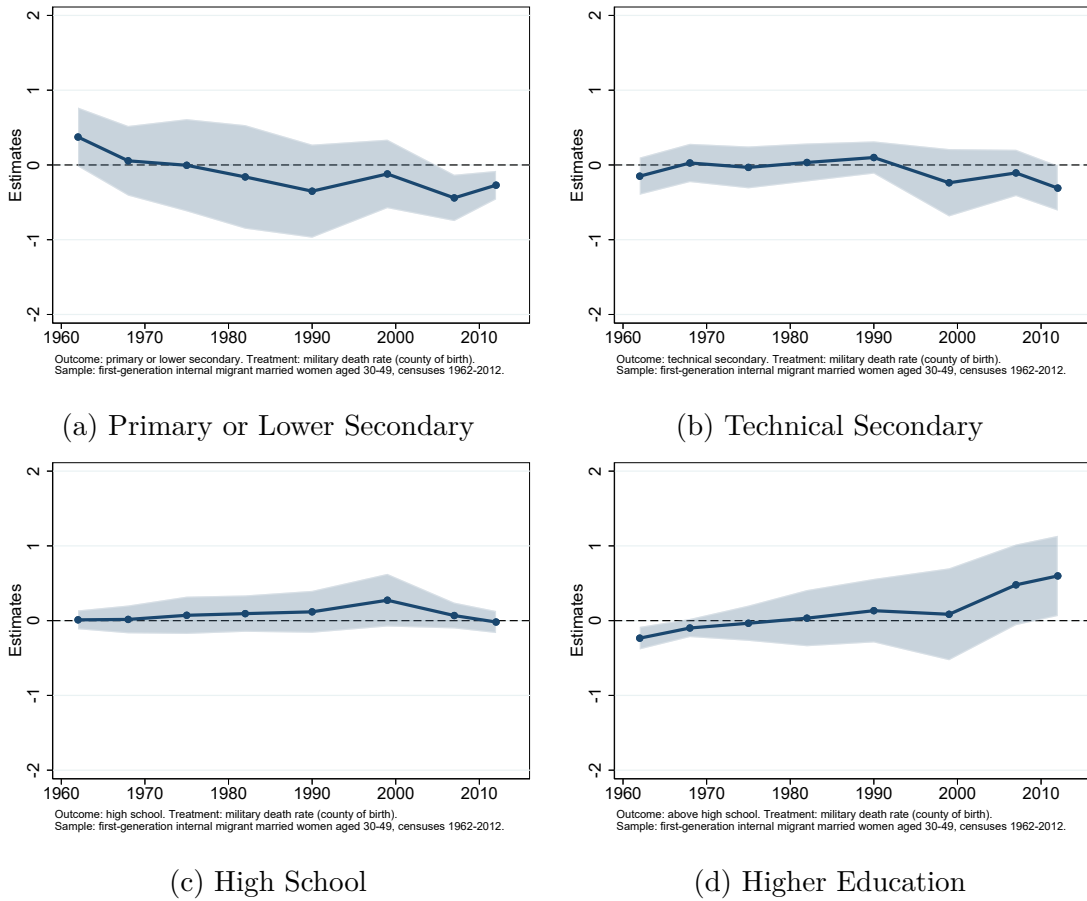 2
1
0
-1
-2
Estimates
1960 1970 1980 1990 2000 2010
Outcome: primary or lower secondary. Treatment: military death rate (county of birth).
Sample: first-generation internal migrant married women aged 30-49, censuses 1962-2012.
(a) Primary or Lower Secondary
2
1
0
-1
-2
Estimates
1960 1970 1980 1990 2000 2010
Outcome: technical secondary. Treatment: military death rate (county of birth).
Sample: first-generation internal migrant married women aged 30-49, censuses 1962-2012.
(b) Technical Secondary
2
1
0
-1
-2
Estimates
1960 1970 1980 1990 2000 2010
Outcome: high school. Treatment: military death rate (county of birth).
Sample: first-generation internal migrant married women aged 30-49, censuses 1962-2012.
(c) High School
2
1
0
-1
-2
Estimates
1960 1970 1980 1990 2000 2010
Outcome: above high school. Treatment: military death rate (county of birth).
Sample: first-generation internal migrant married women aged 30-49, censuses 1962-2012.
(d) Higher Education